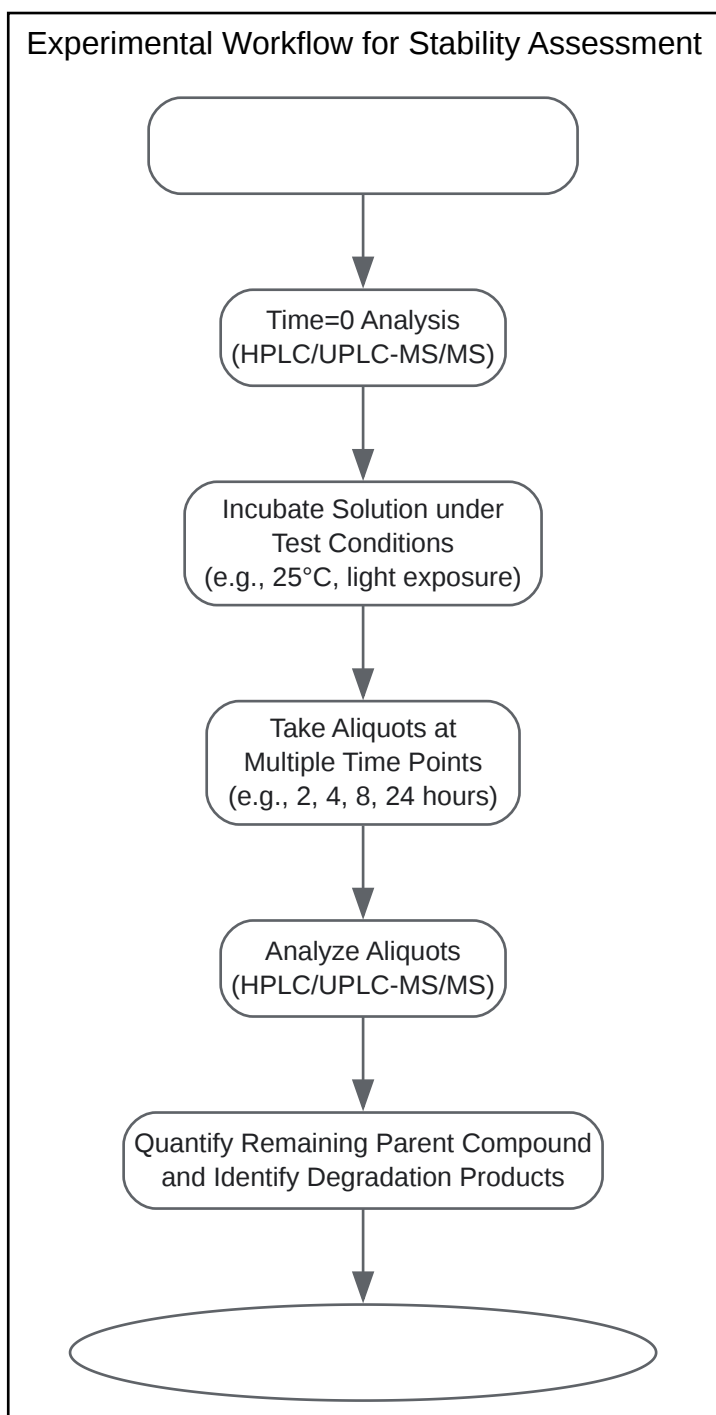 Experimental Workflow for Stability Assessment
Time=0 Analysis
(HPLC/UPLC-MS/MS)
Incubate Solution under
Test Conditions
(e.g., 25°C, light exposure)
Take Aliquots at
Multiple Time Points
(e.g., 2, 4, 8, 24 hours)
Analyze Aliquots
(HPLC/UPLC-MS/MS)
Quantify Remaining Parent Compound
and Identify Degradation Products